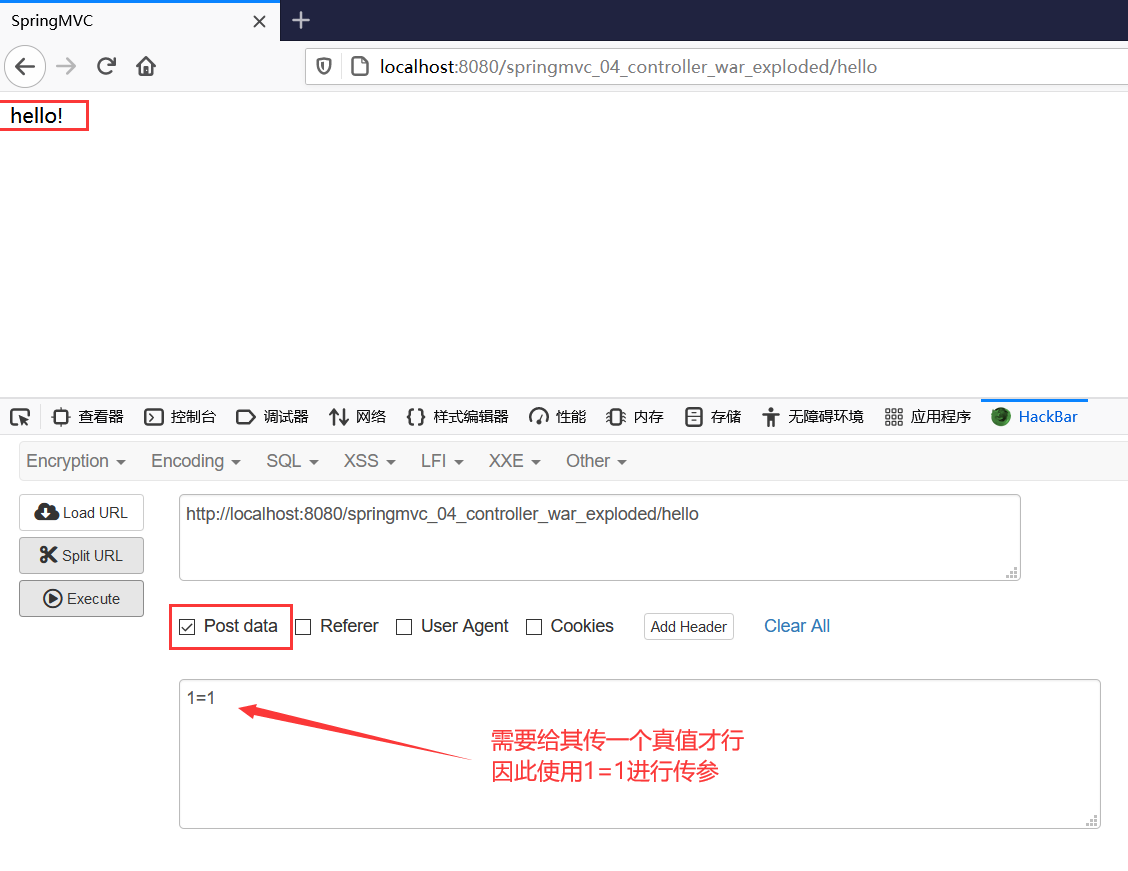 SpringMVC
localhost:8080/springmvc_04_controller_war_exploded/hello
hello!
查看器 控制台 调试器 网络 样式编辑器 性能 内存 存储 无障碍环境 应用程序 HackBar
Encryption Encoding SQL XSS LFI XXE Other
Load URL
http://localhost:8080/springmvc_04_controller_war_exploded/hello
Split URL
Execute
Post data Referer User Agent Cookies Add Header Clear All
1=1
需要给其传一个真值才行
因此使用1=1进行传参